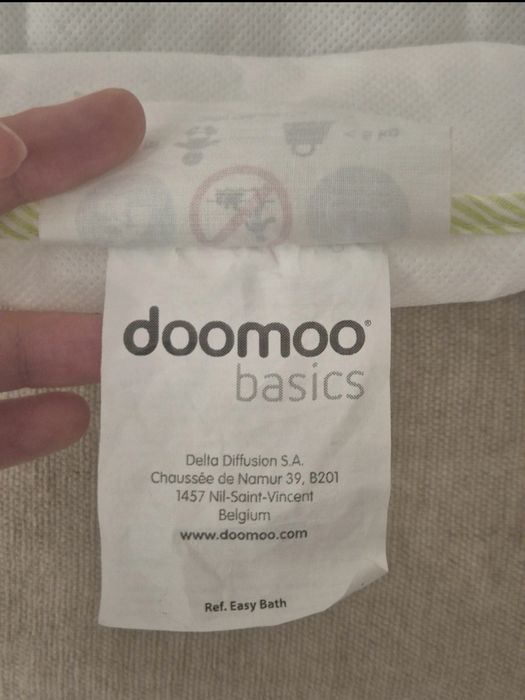 doomoo®
basics
Delta Diffusion S.A.
Chaussée de Namur 39, B201
1457 Nil-Saint-Vincent
Belgium
www.doomoo.com
Ref. Easy Bath